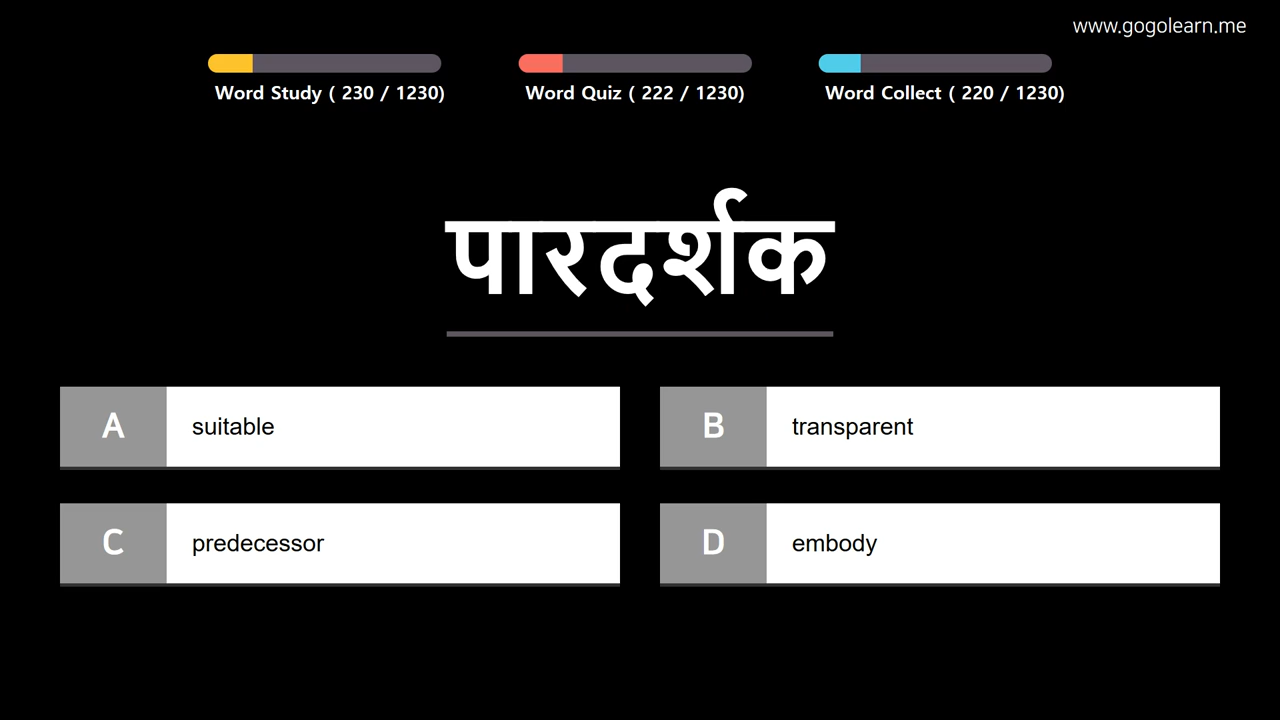 www.gogolearn.me
Word Study ( 230 / 1230)
Word Quiz ( 222 / 1230)
Word Collect ( 220 / 1230)
पारदर्शक
A suitable
B transparent
C predecessor
D embody